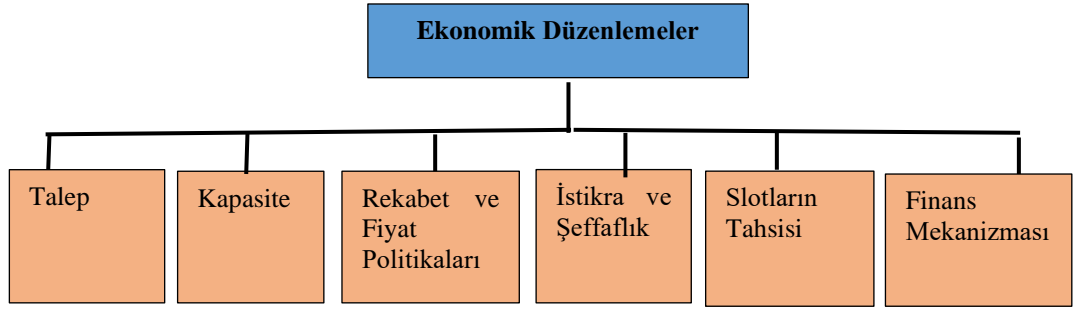 Ekonomik Düzenlemeler
Talep
Kapasite
Rekabet ve
Fiyat
Politikaları
İstikra ve
Şeffaflık
Slotların
Tahsisi
Finans
Mekanizması